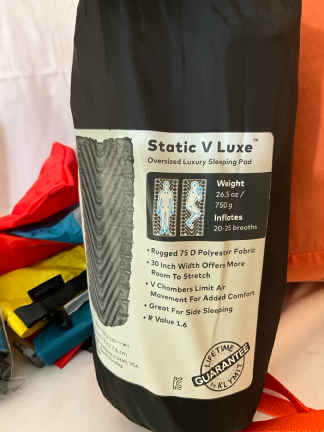 Static V Luxe™
Oversized Luxury Sleeping Pad
Weight
26.5 oz /
750 g
Inflates
20-25 breaths
• Rugged 75 D Polyester Fabric
• 30 Inch Width Offers More
Room To Stretch
• V Chambers Limit Air
Movement For Added Comfort
• Great For Side Sleeping
• R Value 1.6
LIFETIME
GUARANTEE
by KLYMIT